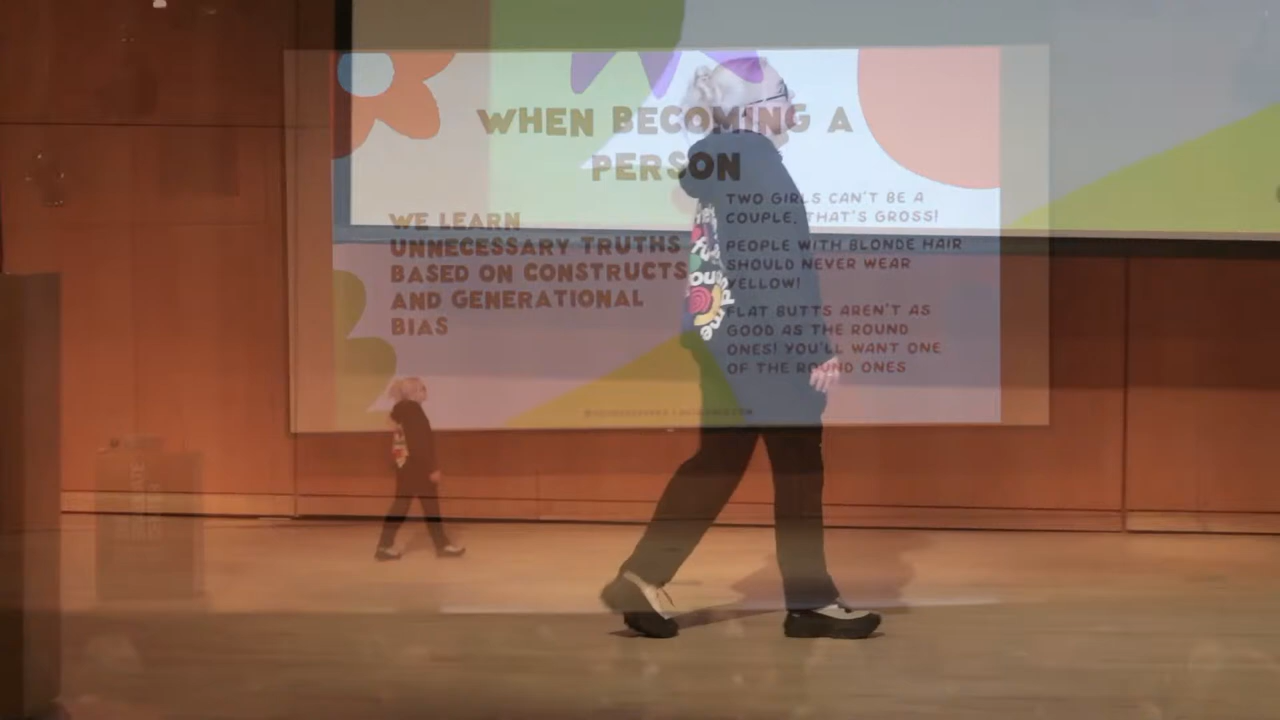 WHEN BECOMING A
PERSON
WE LEARN
UNNECESSARY TRUTHS
BASED ON CONSTRUCTS
AND GENERATIONAL
BIAS
TWO GIRLS CAN'T BE A
COUPLE, THAT'S GROSS!
PEOPLE WITH BLONDE HAIR
SHOULD NEVER WEAR
YELLOW!
FLAT BUTTS AREN'T AS
GOOD AS THE ROUND
ONES! YOU'LL WANT ONE
OF THE ROUND ONES